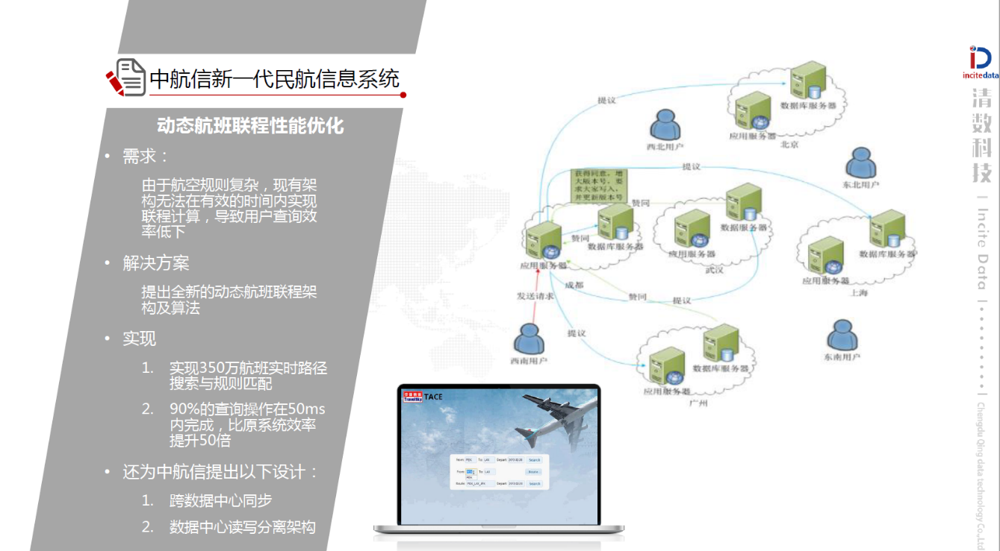 中航信新一代民航信息系统
动态航班联程性能优化
• 需求：
由于航空规则复杂，现有架
构无法在有效的时间内实现
联程计算，导致用户查询效
率低下
• 解决方案
提出全新的动态航班联程架
构及算法
• 实现
1. 实现350万航班实时路径
搜索与规则匹配
2. 90%的查询操作在50ms
内完成，比原系统效率
提升50倍
• 还为中航信提出以下设计：
1. 跨数据中心同步
2. 数据中心读写分离架构
提议
数据库服务器
应用服务器
北京
西北用户
东北用户
提议
获得同意，增
大版本号，要
求大家写入，
并更新版本号
赞同
数据服务器
赞同
数据库服务器
应用服务器
应用服务器
武汉
数据库服务器
应用服务器
上海
成都
发送请求
赞同
提议
提议
西南用户
数据库服务器
应用服务器
广州
东南用户
TravelSky TACE
From PEK To LAX Depart Search
From To LAX
Route PEK_LAX_JFK Depart Search
incitedata
清数科技
Incite Data
Chengdu Qing data technology Co.,Ltd